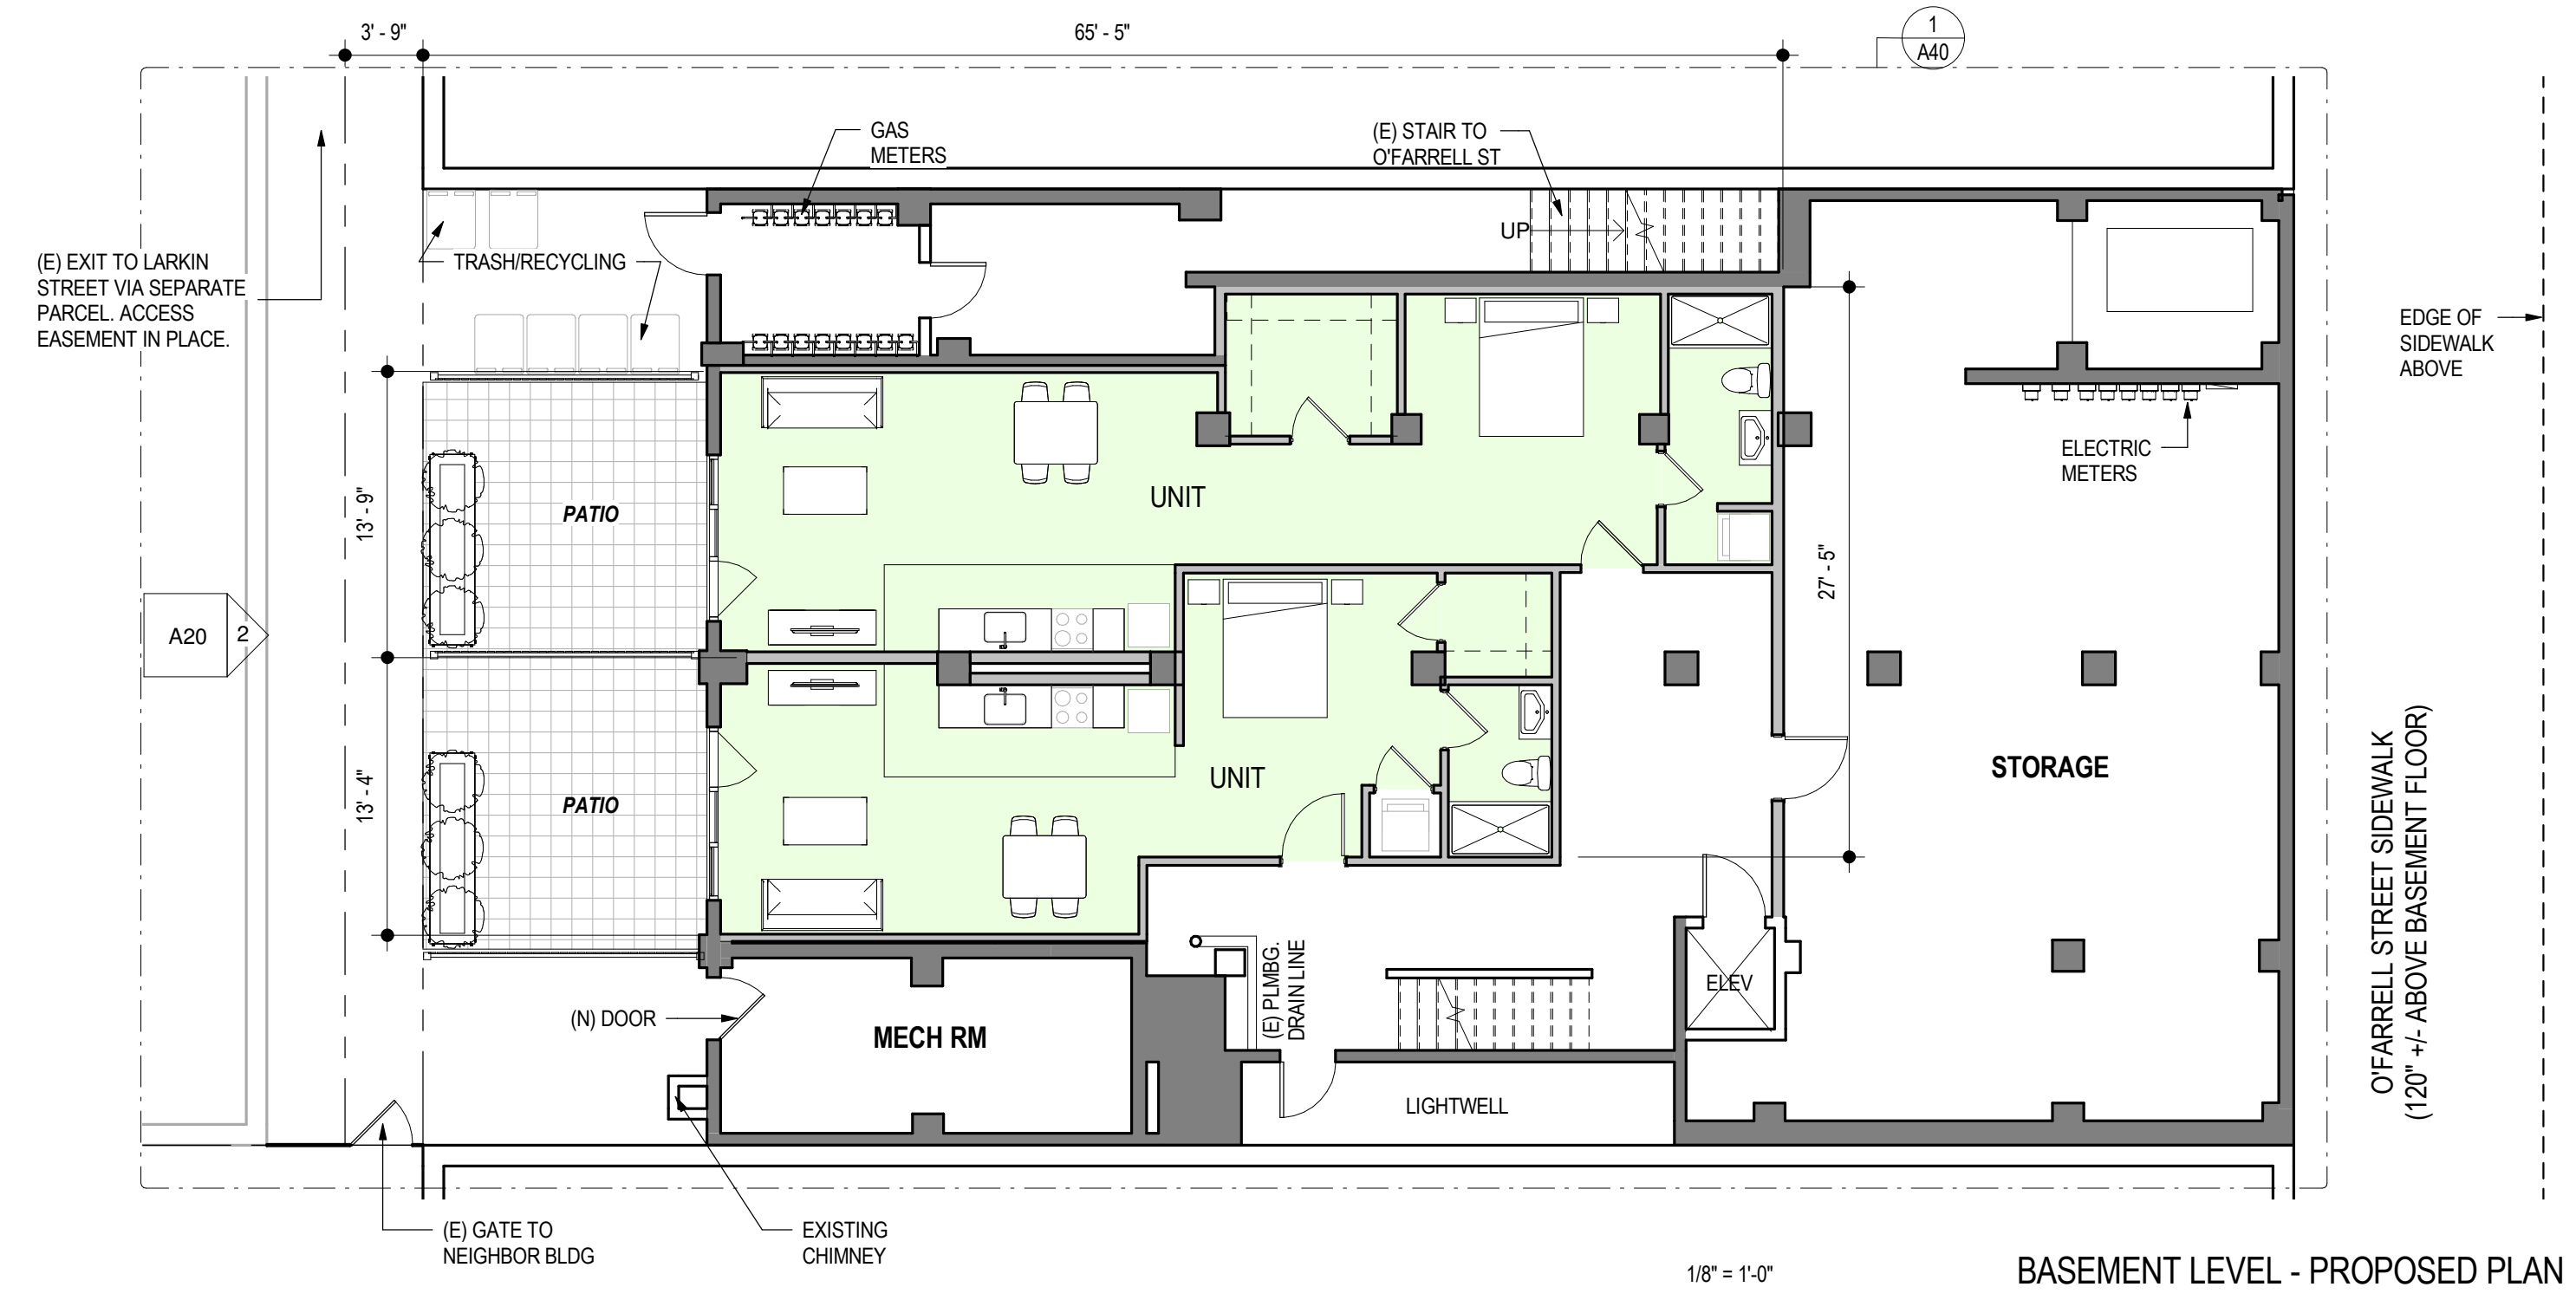 3' - 9"
65' - 5"
1
A40
GAS
METERS
(E) STAIR TO
O'FARRELL ST
UP
(E) EXIT TO LARKIN
STREET VIA SEPARATE
PARCEL. ACCESS
EASEMENT IN PLACE.
TRASH/RECYCLING
EDGE OF
SIDEWALK
ABOVE
ELECTRIC
METERS
13' - 9"
PATIO
UNIT
27' - 5"
A20
2
13' - 4"
PATIO
UNIT
STORAGE
O'FARRELL STREET SIDEWALK
(120" +/- ABOVE BASEMENT FLOOR)
(N) DOOR
MECH RM
(E) PLMBG.
DRAIN LINE
ELEV
LIGHTWELL
(E) GATE TO
NEIGHBOR BLDG
EXISTING
CHIMNEY
1/8" = 1'-0"
BASEMENT LEVEL - PROPOSED PLAN